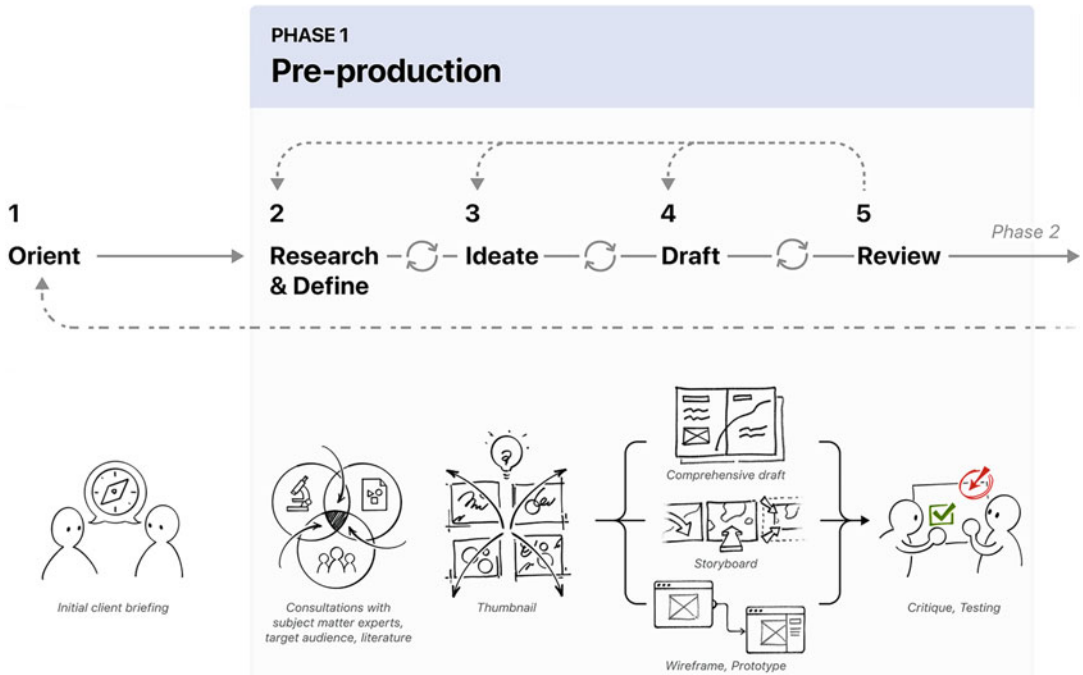 PHASE 1
Pre-production
1
Orient
2
Research
& Define
3
Ideate
4
Draft
5
Review
Phase 2
Initial client briefing
Consultations with
subject matter experts,
target audience, literature
Thumbnail
Comprehensive draft
Storyboard
Wireframe, Prototype
Critique, Testing